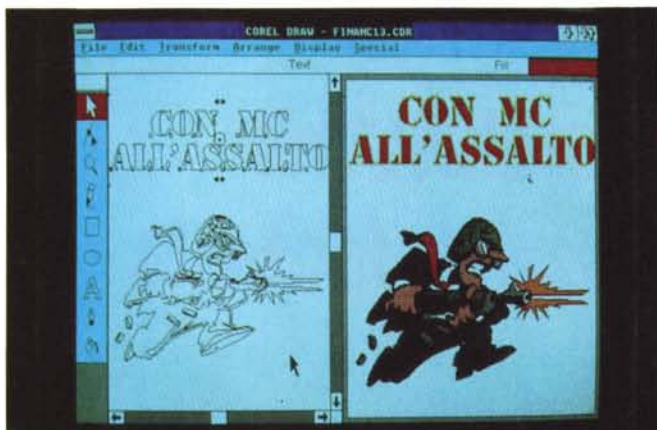 COREL DRAW - FINANC13.CDR
File Edit Transform Arrange Display Special
Text Fill
CON MC
ALL'ASSALTO
CON MC
ALL'ASSALTO
A